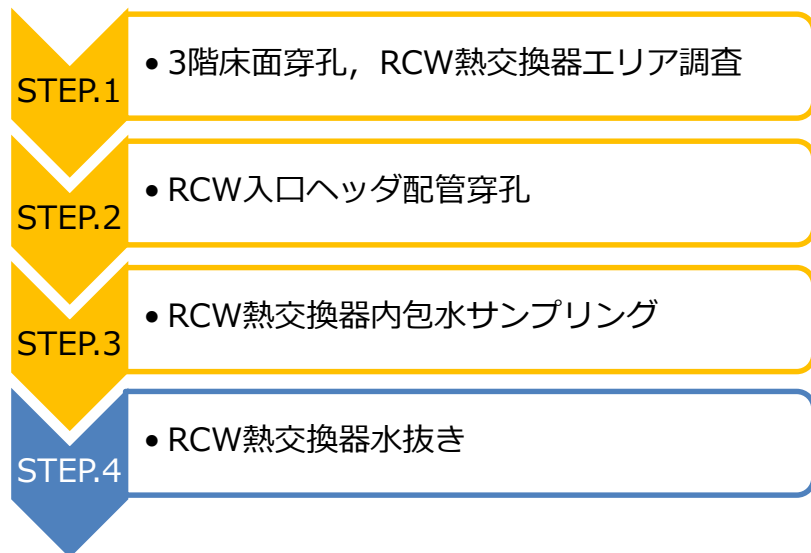 STEP.1
• 3階床面穿孔，RCW熱交換器エリア調査
STEP.2
• RCW入口ヘッダ配管穿孔
STEP.3
• RCW熱交換器内包水サンプリング
STEP.4
• RCW熱交換器水抜き